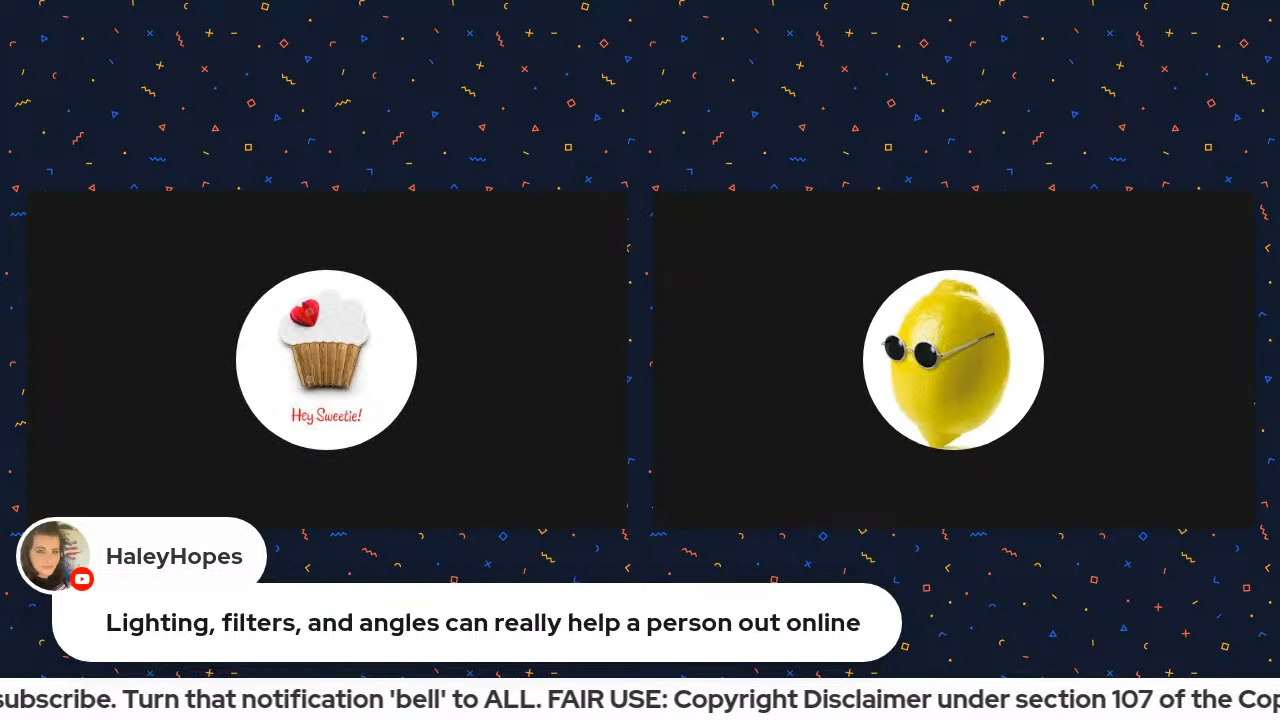 Hey Sweetie!
HaleyHopes
Lighting, filters, and angles can really help a person out online
subscribe. Turn that notification 'bell' to ALL. FAIR USE: Copyright Disclaimer under section 107 of the Cop